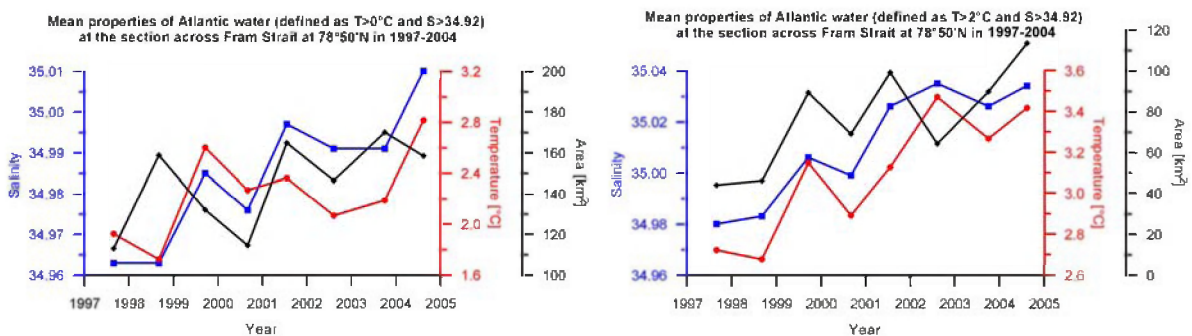 Mean properties of Atlantic water (defined as T>0°C and S>34.92)
at the section across Fram Strait at 78°50'N in 1997-2004
35.01
35.00
34.99
34.98
34.97
34.96
Salinity
3.2
2.8
2.4
2.0
1.6
Temperature [°C]
200
180
160
140
120
100
Area [km²]
1997 1998 1999 2000 2001 2002 2003 2004 2005
Year
Mean properties of Atlantic water (defined as T>2°C and S>34.92)
at the section across Fram Strait at 78°50'N in 1997-2004
35.04
35.02
35.00
34.98
34.96
Salinity
3.6
3.4
3.2
3.0
2.8
2.6
Temperature [°C]
120
100
80
60
40
20
0
Area [km²]
1997 1998 1999 2000 2001 2002 2003 2004 2005
Year